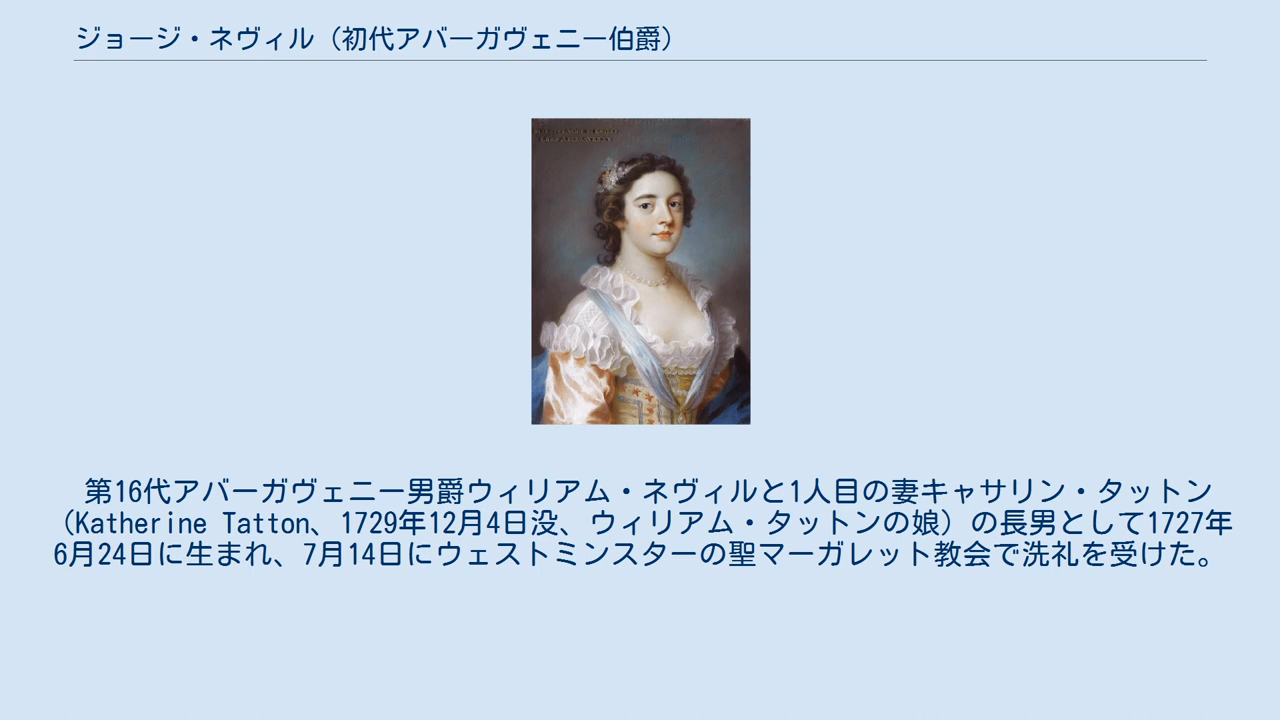 ジョージ・ネヴィル（初代アバーガヴェニー伯爵）
第16代アバーガヴェニー男爵ウィリアム・ネヴィルと1人目の妻キャサリン・タットン
（Katherine Tatton、1729年12月4日没、ウィリアム・タットンの娘）の長男として1727年
6月24日に生まれ、7月14日にウェストミンスターの聖マーガレット教会で洗礼を受けた。